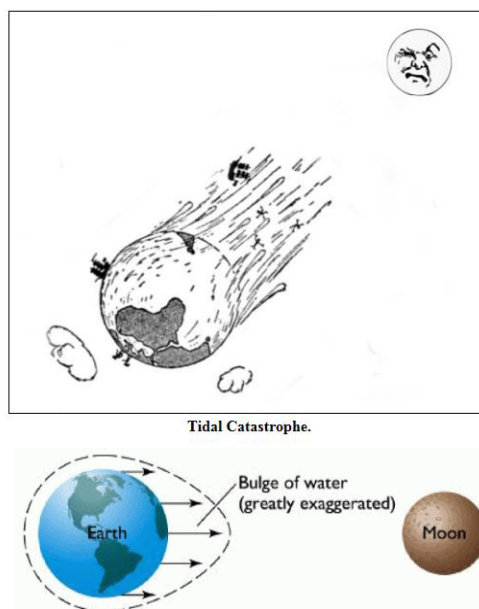 Tidal Catastrophe.
Bulge of water
(greatly exaggerated)
Earth
Moon